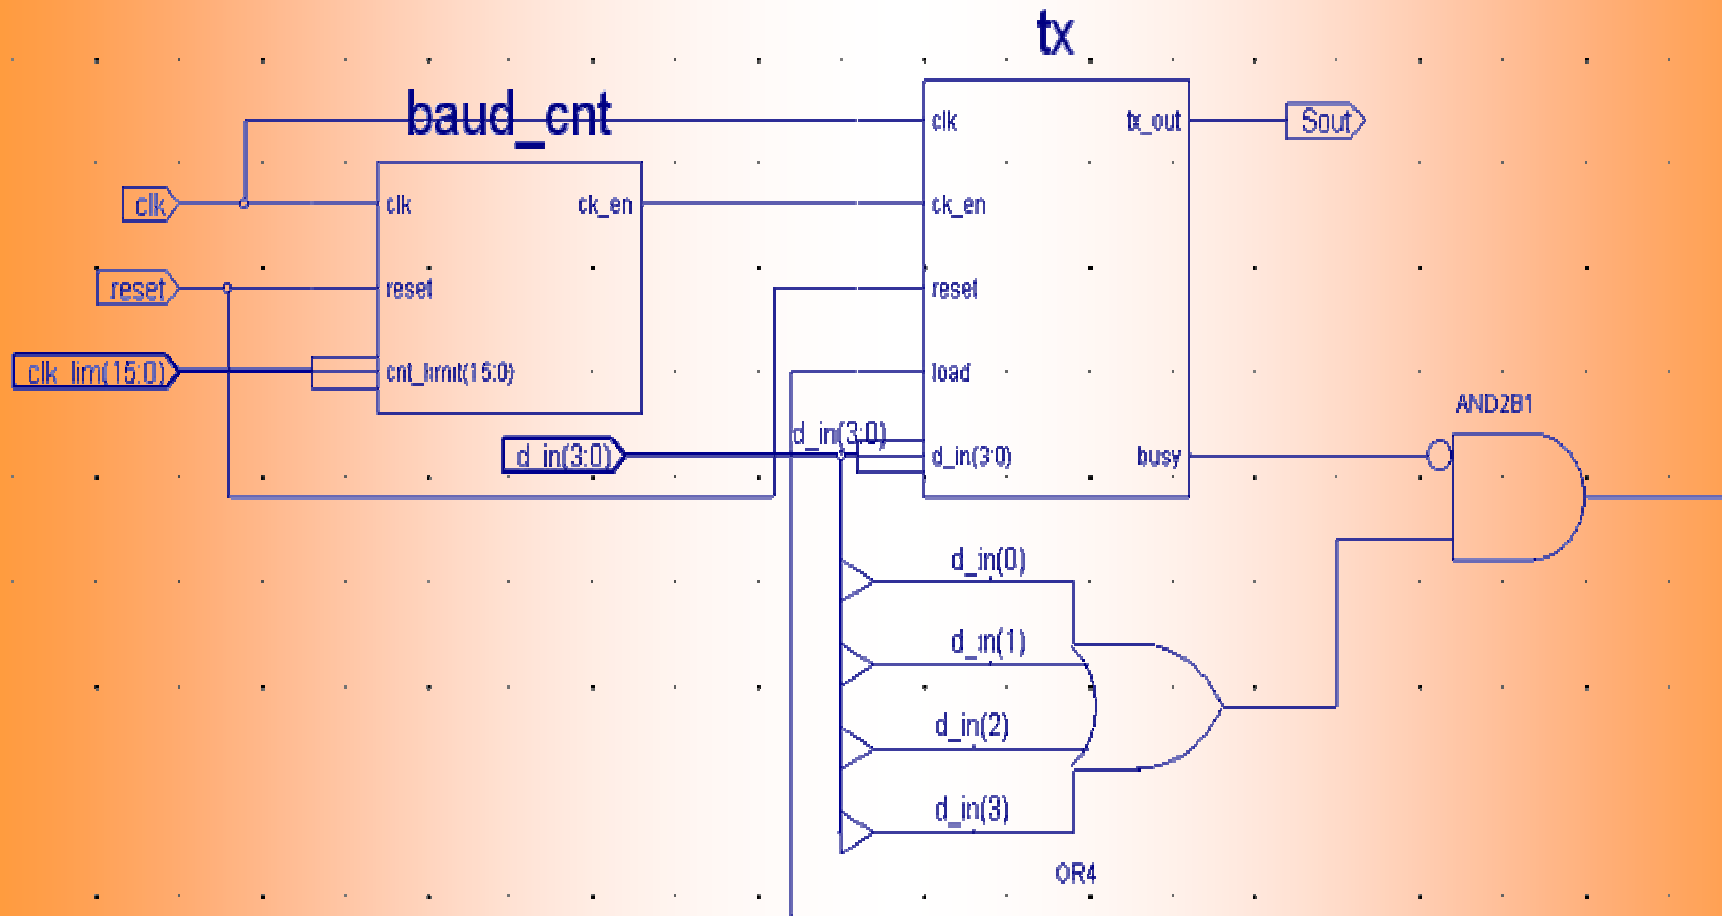 tx
baud_cnt
clk
tx_out
Sout
clk
clk
ck_en
ck_en
reset
reset
reset
clk_lim(15:0)
cnt_limit(15:0)
load
AND2B1
d_in(3:0)
d_in(3:0)
d_in(3:0)
busy
d_in(0)
d_in(1)
d_in(2)
d_in(3)
OR4